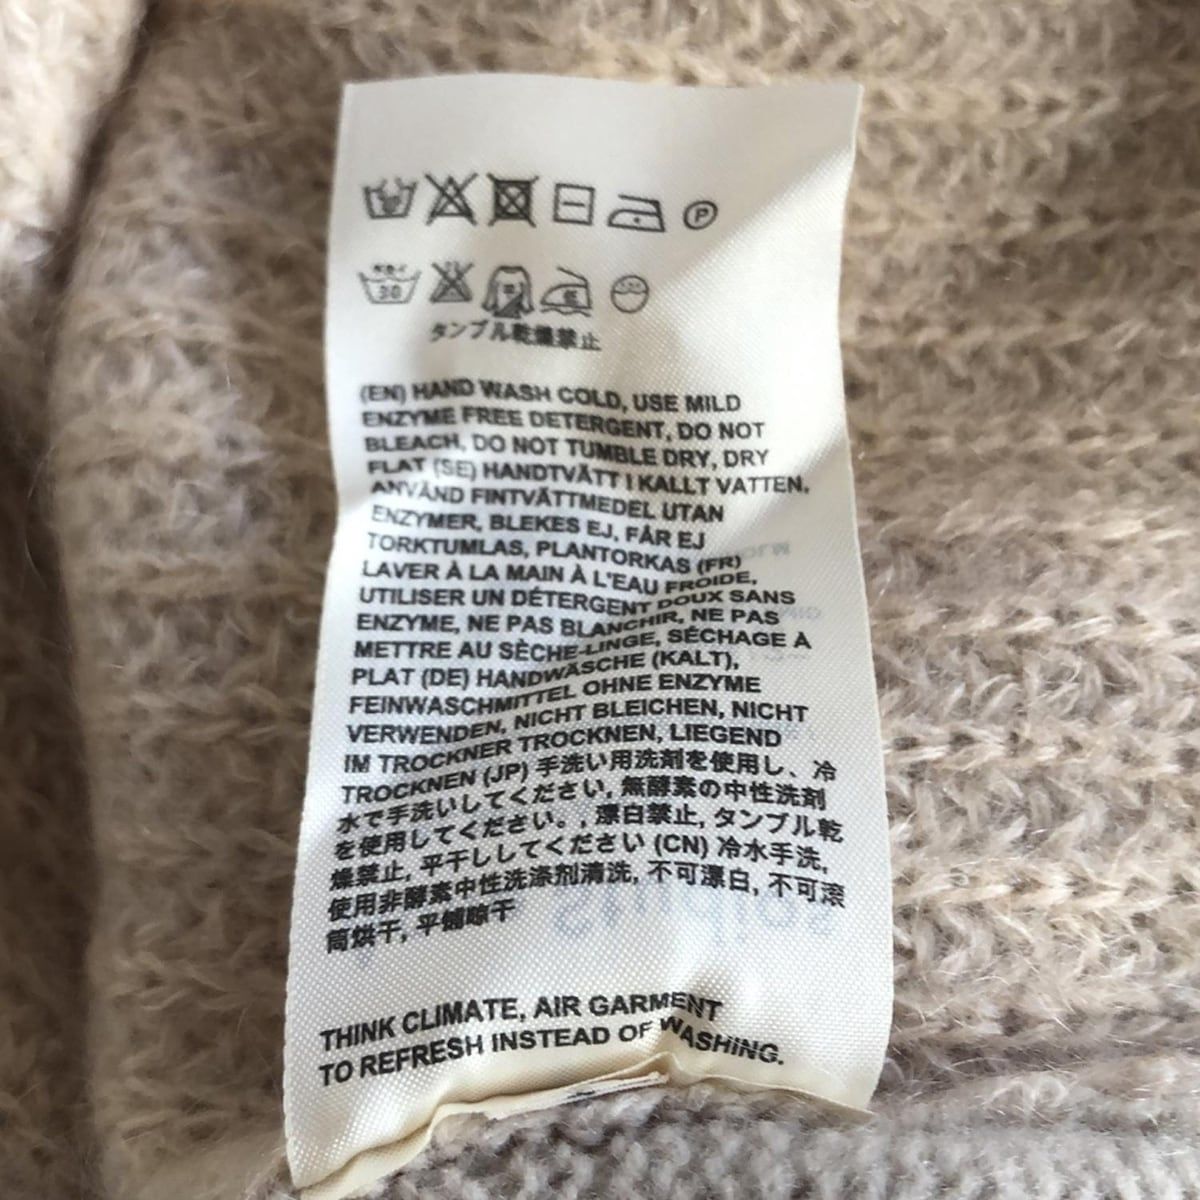 P
30
タンブル乾燥禁止
(EN) HAND WASH COLD, USE MILD
ENZYME FREE DETERGENT, DO NOT
BLEACH, DO NOT TUMBLE DRY, DRY
FLAT (SE) HANDTVÄTT I KALLT VATTEN,
ANVÄND FINTVÄTTMEDEL UTAN
ENZYMER, BLEKES EJ, FÅR EJ
TORKTUMLAS, PLANTORKAS (FR)
LAVER À LA MAIN À L'EAU FROIDE,
UTILISER UN DÉTERGENT DOUX SANS
ENZYME, NE PAS BLANCHIR, NE PAS
METTRE AU SÈCHE-LINGE, SÉCHAGE À
PLAT (DE) HANDWÄSCHE (KALT),
FEINWASCHMITTEL OHNE ENZYME
VERWENDEN, NICHT BLEICHEN, NICHT
IM TROCKNER TROCKNEN, LIEGEND
TROCKNEN (JP) 手洗い用洗剤を使用し、冷
水で手洗いしてください, 無酵素の中性洗剤
を使用してください。, 漂白禁止, タンブル乾
燥禁止, 平干ししてください (CN) 冷水手洗,
使用非酵素中性洗涤剂清洗, 不可漂白, 不可滚
筒烘干, 平铺晾干
THINK CLIMATE, AIR GARMENT
TO REFRESH INSTEAD OF WASHING.